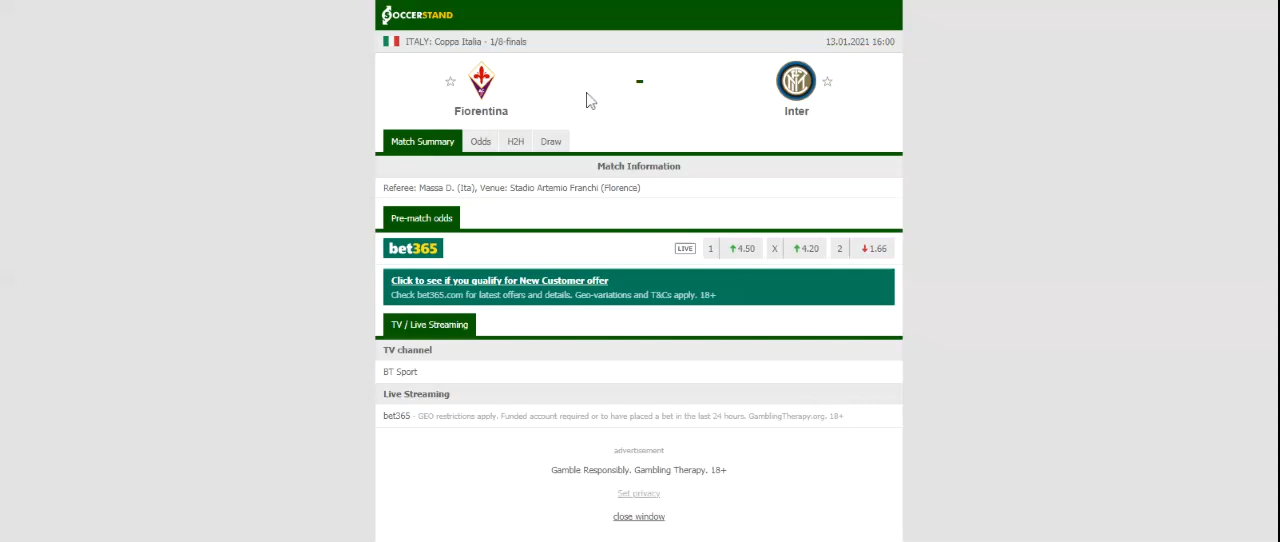 SOCCERSTAND
ITALY: Coppa Italia - 1/8-finals 13.01.2021 16:00
-
Fiorentina Inter
Match Summary Odds H2H Draw
Match Information
Referee: Massa D. (Ita), Venue: Stadio Artemio Franchi (Florence)
Pre-match odds
bet365 LIVE 1 4.50 X 4.20 2 1.66
Click to see if you qualify for New Customer offer
Check bet365.com for latest offers and details. Geo-variations and T&Cs apply. 18+
TV / Live Streaming
TV channel
BT Sport
Live Streaming
bet365 - GEO restrictions apply. Funded account required or to have placed a bet in the last 24 hours. GamblingTherapy.org. 18+
advertisement
Gamble Responsibly. Gambling Therapy. 18+
Set privacy
close window